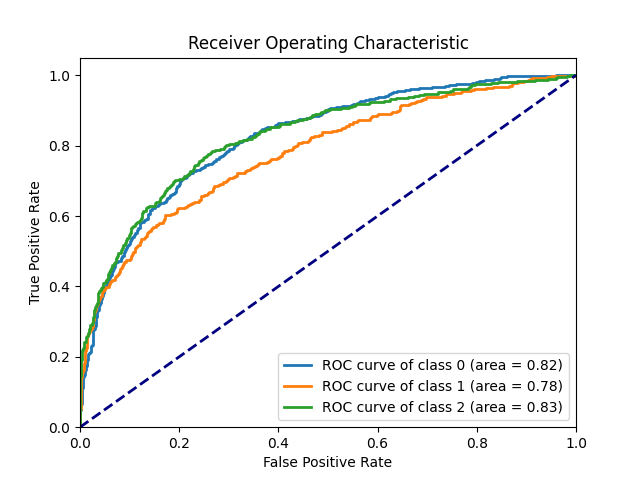 Receiver Operating Characteristic
True Positive Rate
1.0
0.8
0.6
0.4
0.2
0.0
ROC curve of class 0 (area = 0.82)
ROC curve of class 1 (area = 0.78)
ROC curve of class 2 (area = 0.83)
0.0 0.2 0.4 0.6 0.8 1.0
False Positive Rate